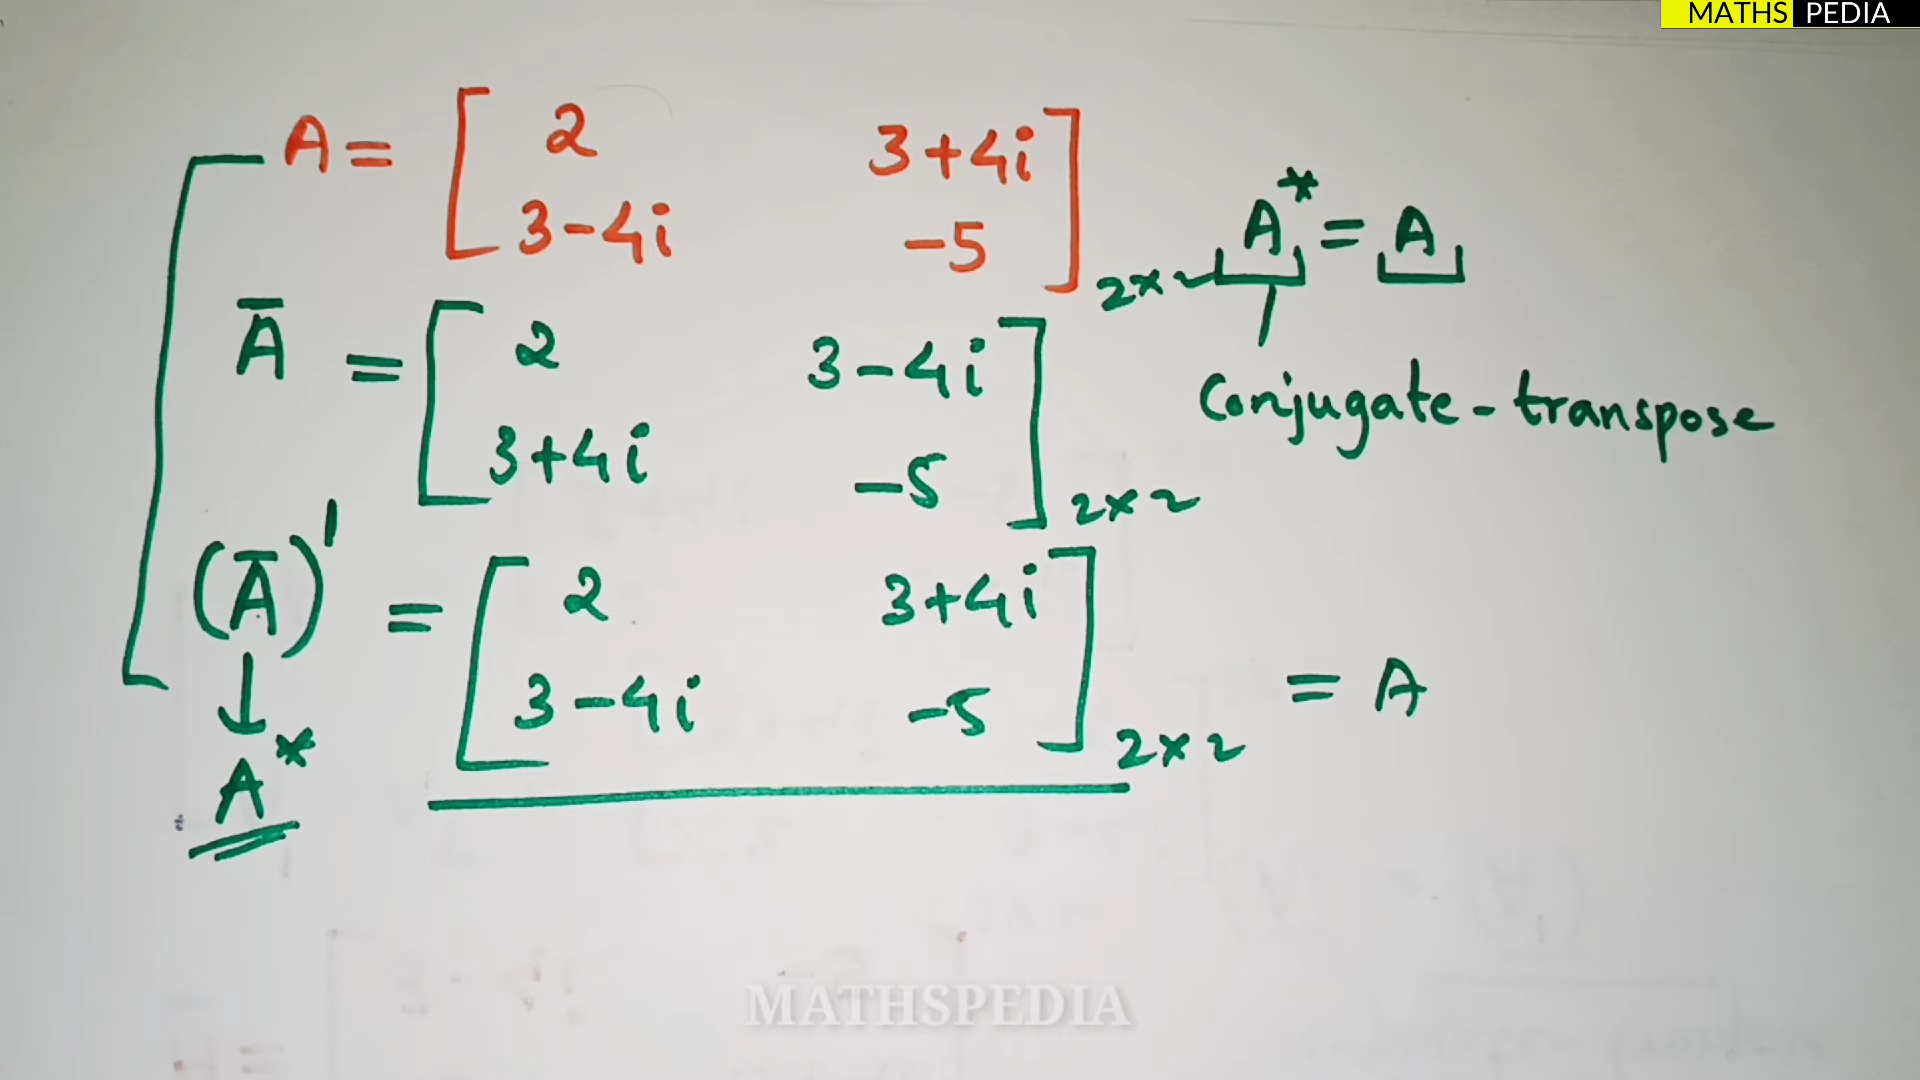 MATHS PEDIA
A = [ 2 3+4i
3-4i -5 ] 2×2
A* = A
Conjugate-transpose
Ā = [ 2 3-4i
3+4i -5 ] 2×2
(Ā)' = [ 2 3+4i
3-4i -5 ] 2×2 = A
↓
A*
MATHSPEDIA